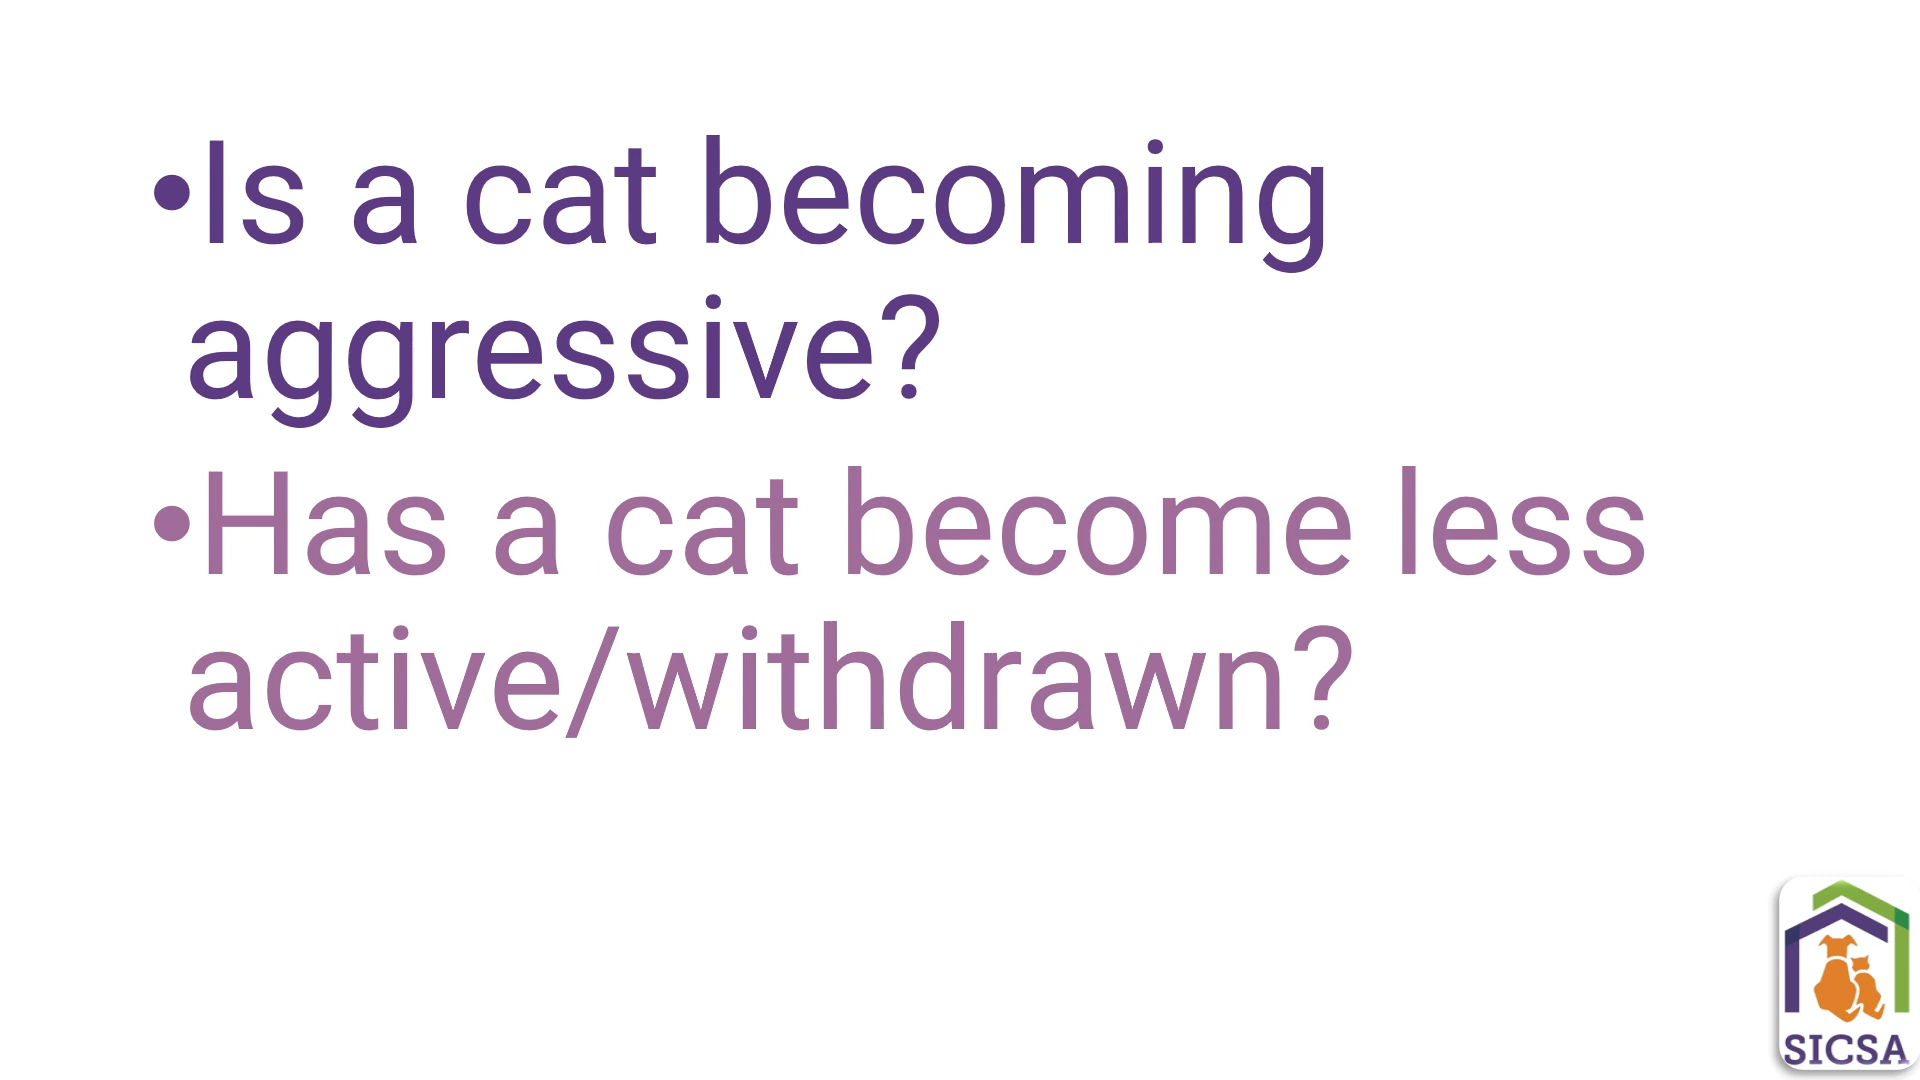 •Is a cat becoming
aggressive?
•Has a cat become less
active/withdrawn?
SICSA